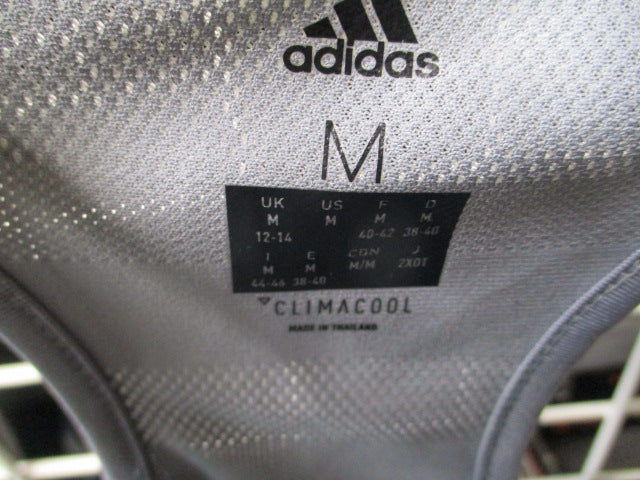 adidas
M
UK US F D
M M M M
12-14 40-42 38-40
I E CDN J
M M M/M 2XOT
44-46 38-40
CLIMACOOL
MADE IN THAILAND